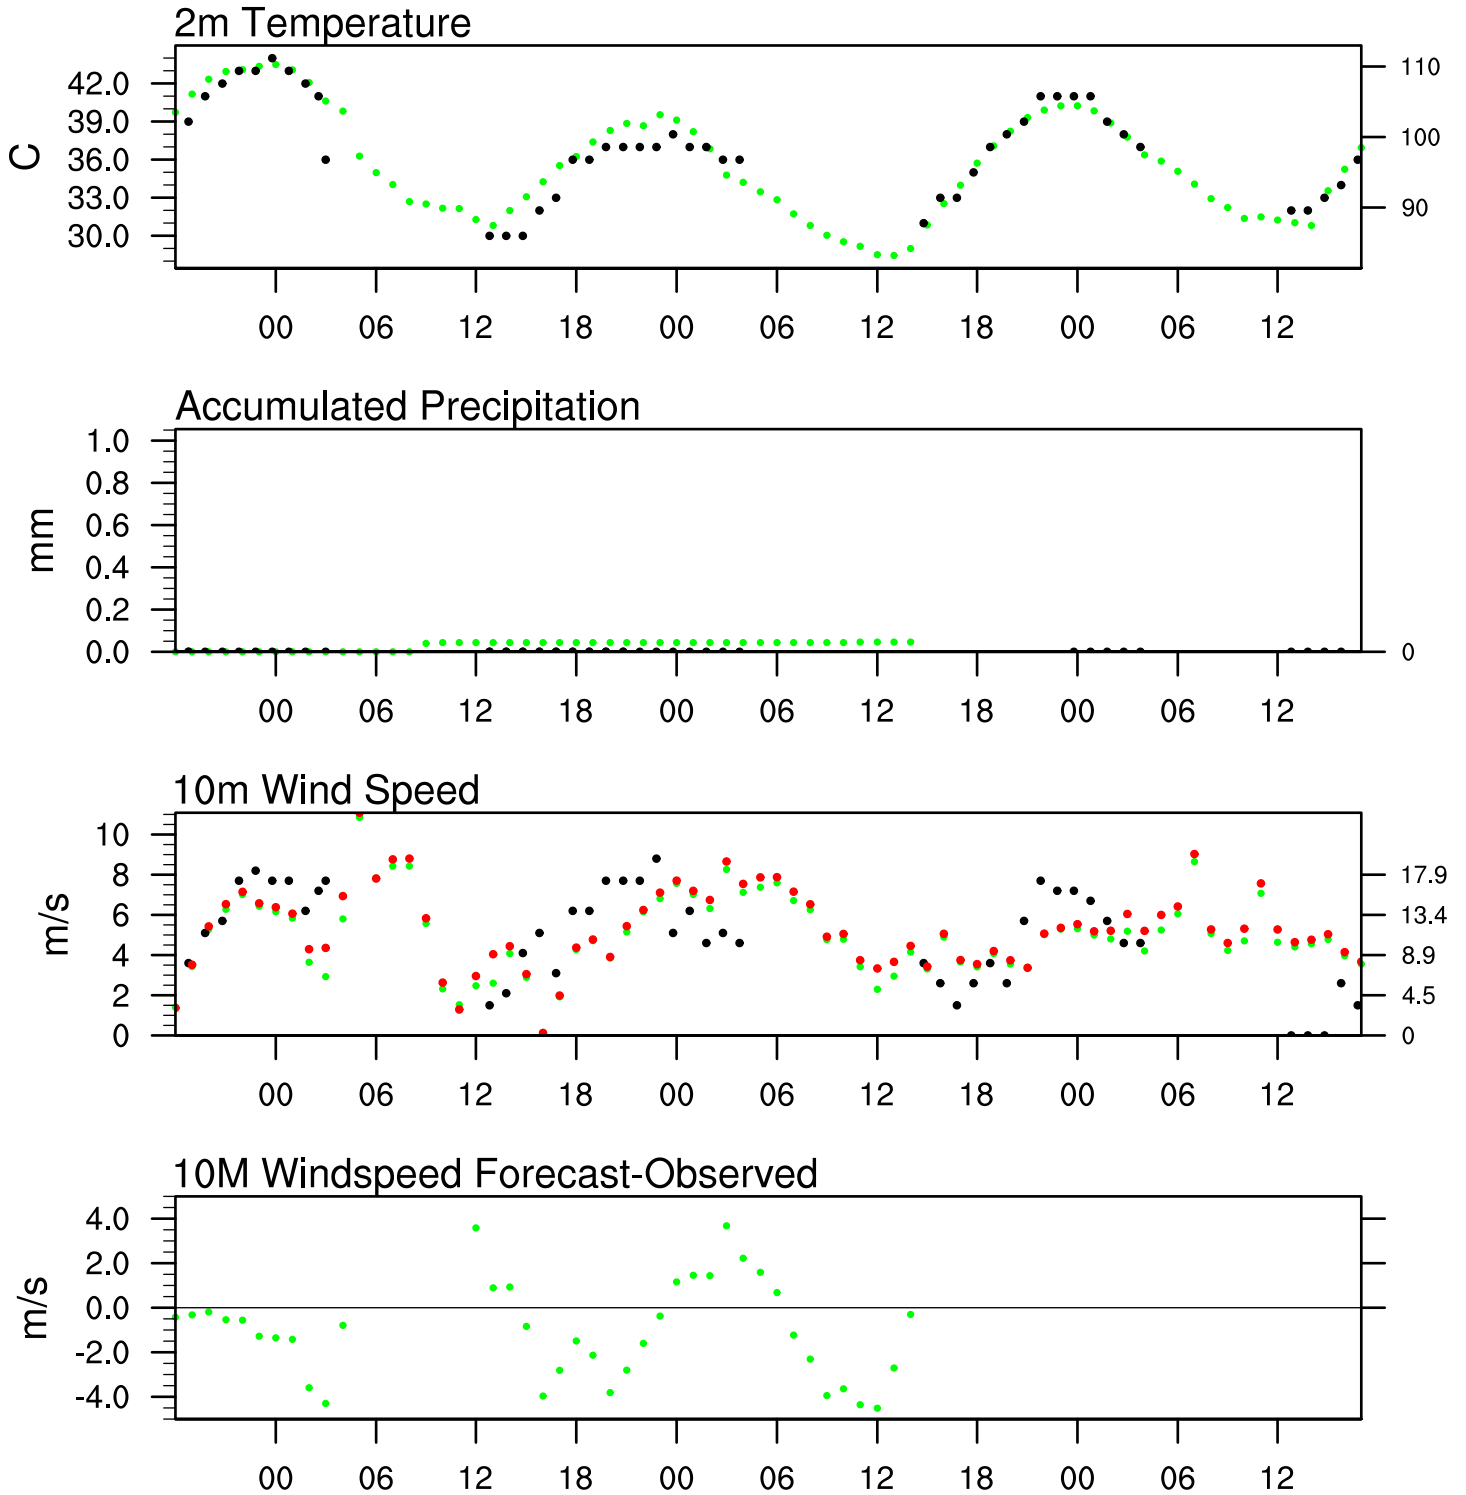 2m Temperature
42.0
39.0
36.0
33.0
30.0
C
110
100
90
00 06 12 18 00 06 12 18 00 06 12
Accumulated Precipitation
1.0
0.8
0.6
0.4
0.2
0.0
mm
0
00 06 12 18 00 06 12 18 00 06 12
10m Wind Speed
10
8
6
4
2
0
m/s
17.9
13.4
8.9
4.5
0
00 06 12 18 00 06 12 18 00 06 12
10M Windspeed Forecast-Observed
4.0
2.0
0.0
-2.0
-4.0
m/s
00 06 12 18 00 06 12 18 00 06 12